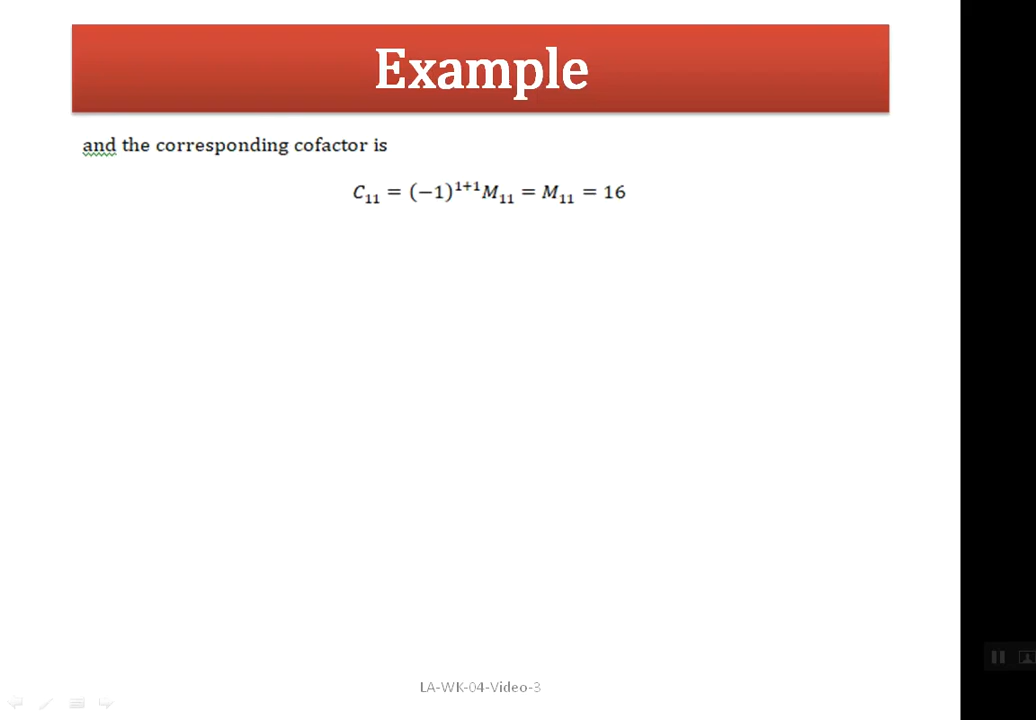 Example
and the corresponding cofactor is
C₁₁ = (−1)¹⁺¹M₁₁ = M₁₁ = 16
LA-WK-04-Video-3